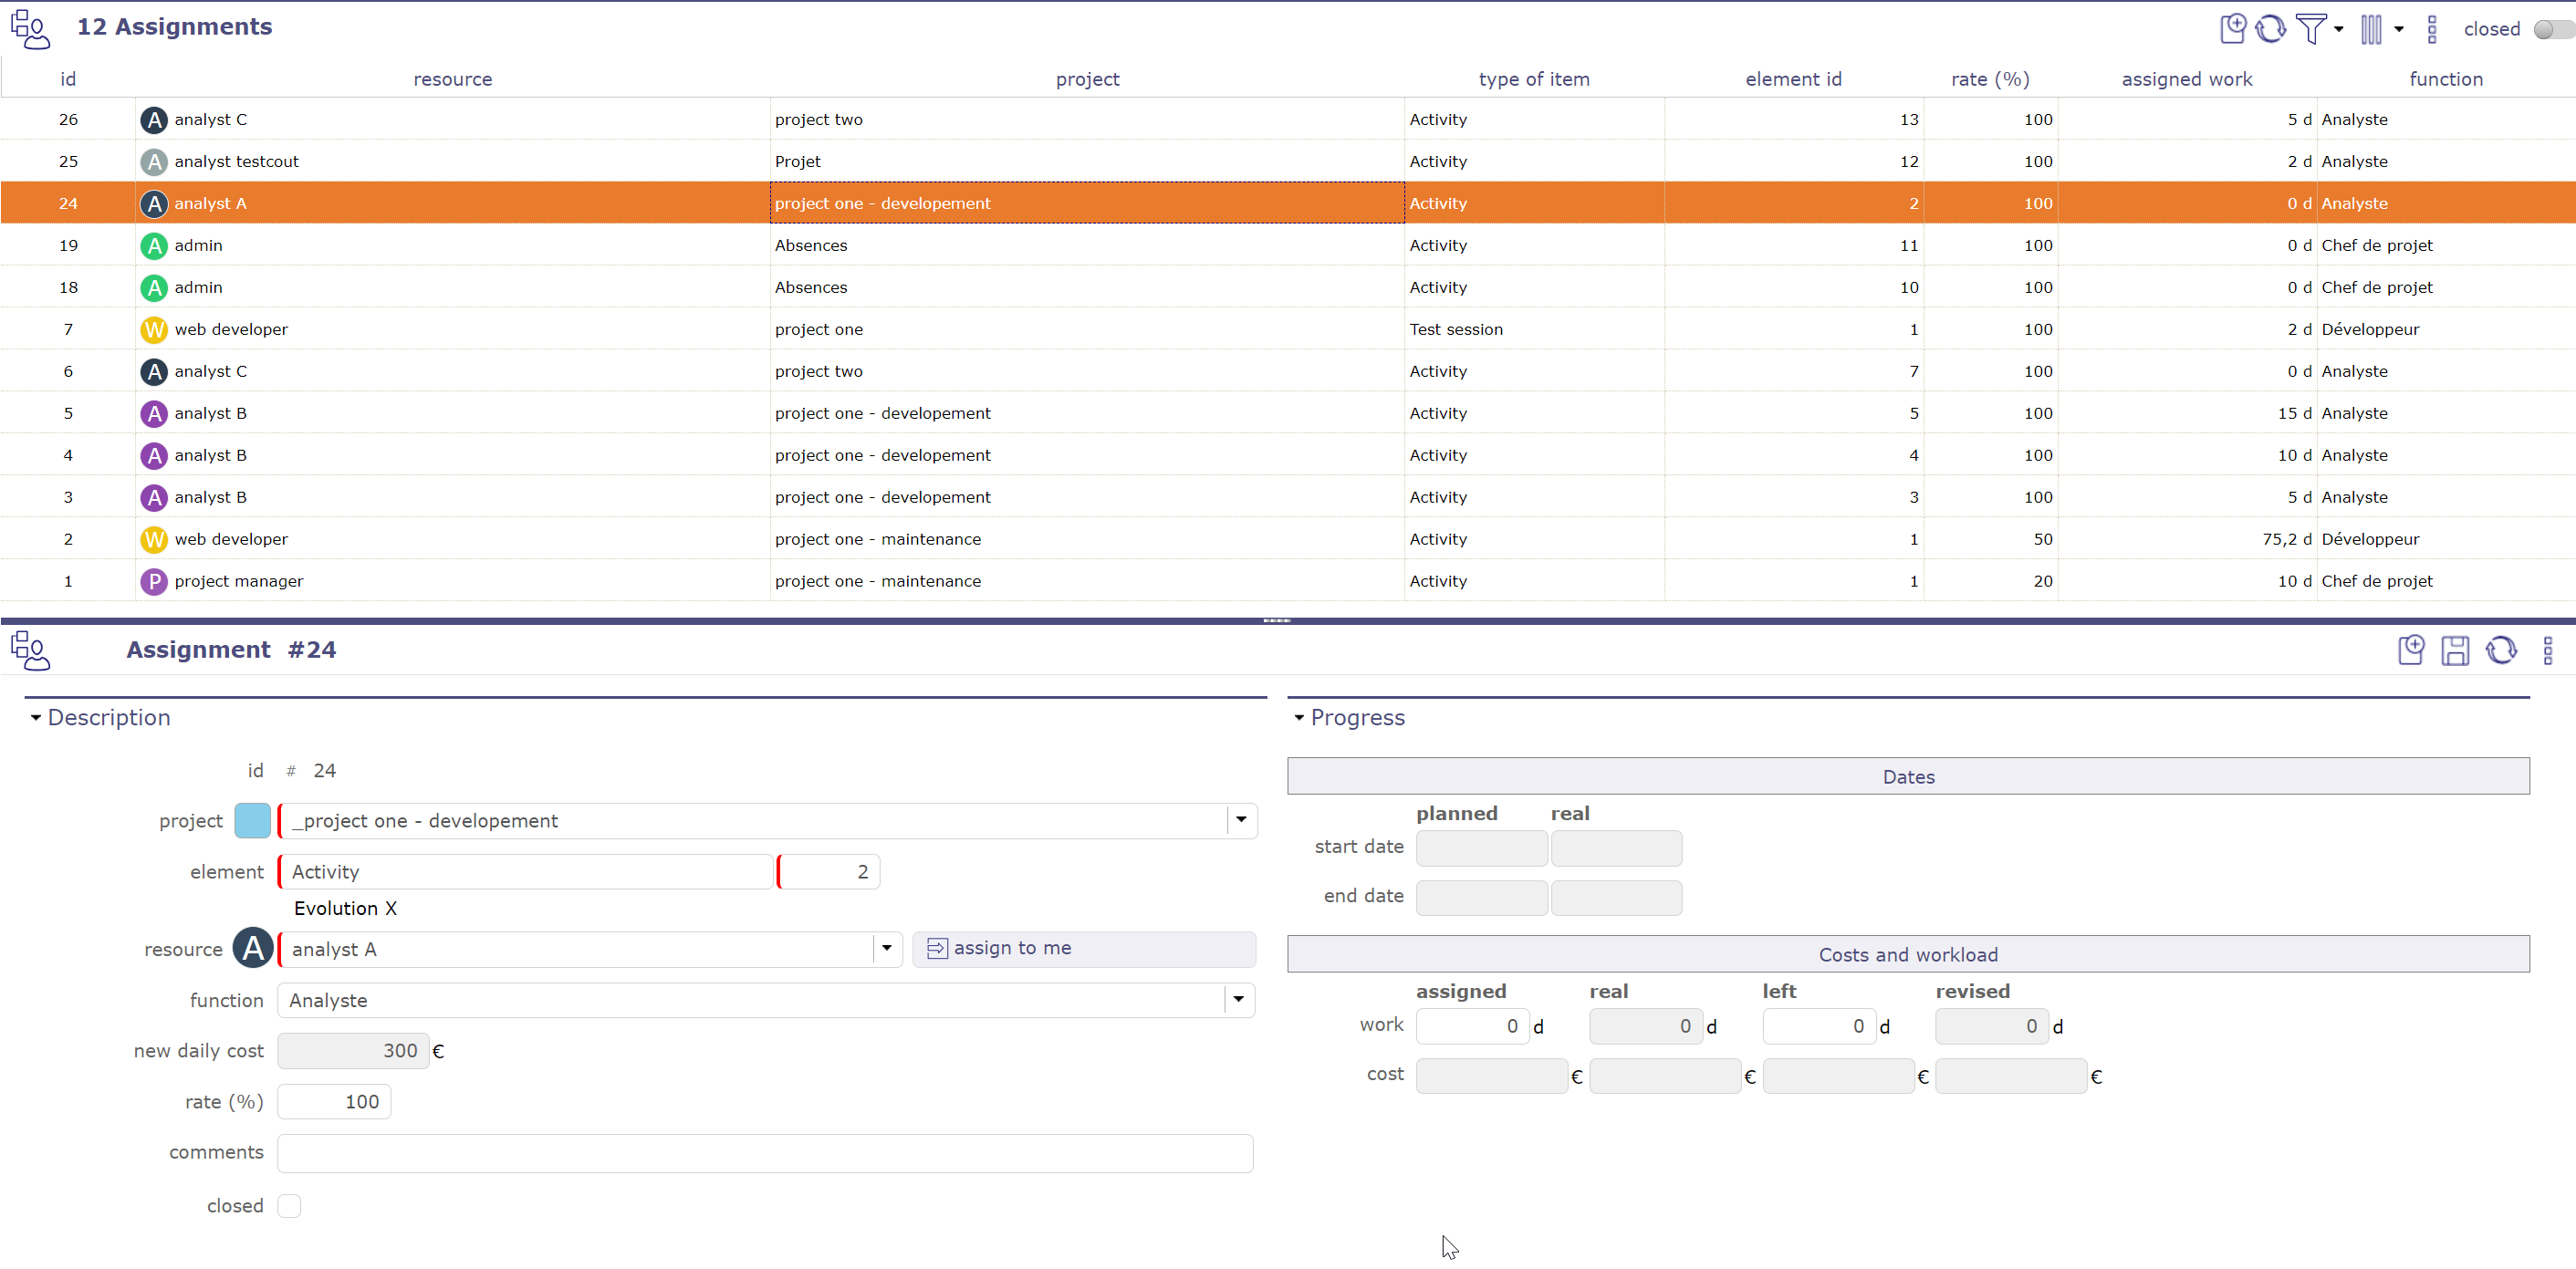 12 Assignments closed
id resource project type of item element id rate (%) assigned work function
26 A analyst C project two Activity 13 100 5 d Analyste
25 A analyst testcout Projet Activity 12 100 2 d Analyste
24 A analyst A project one - developement Activity 2 100 0 d Analyste
19 A admin Absences Activity 11 100 0 d Chef de projet
18 A admin Absences Activity 10 100 0 d Chef de projet
7 W web developer project one Test session 1 100 2 d Développeur
6 A analyst C project two Activity 7 100 0 d Analyste
5 A analyst B project one - developement Activity 5 100 15 d Analyste
4 A analyst B project one - developement Activity 4 100 10 d Analyste
3 A analyst B project one - developement Activity 3 100 5 d Analyste
2 W web developer project one - maintenance Activity 1 50 75,2 d Développeur
1 P project manager project one - maintenance Activity 1 20 10 d Chef de projet
Assignment #24
Description
id # 24
project _project one - developement
element Activity 2
Evolution X
resource A analyst A assign to me
function Analyste
new daily cost 300 €
rate (%) 100
comments
closed
Progress
Dates
planned real
start date
end date
Costs and workload
assigned real left revised
work 0 d 0 d 0 d 0 d
cost € € € €